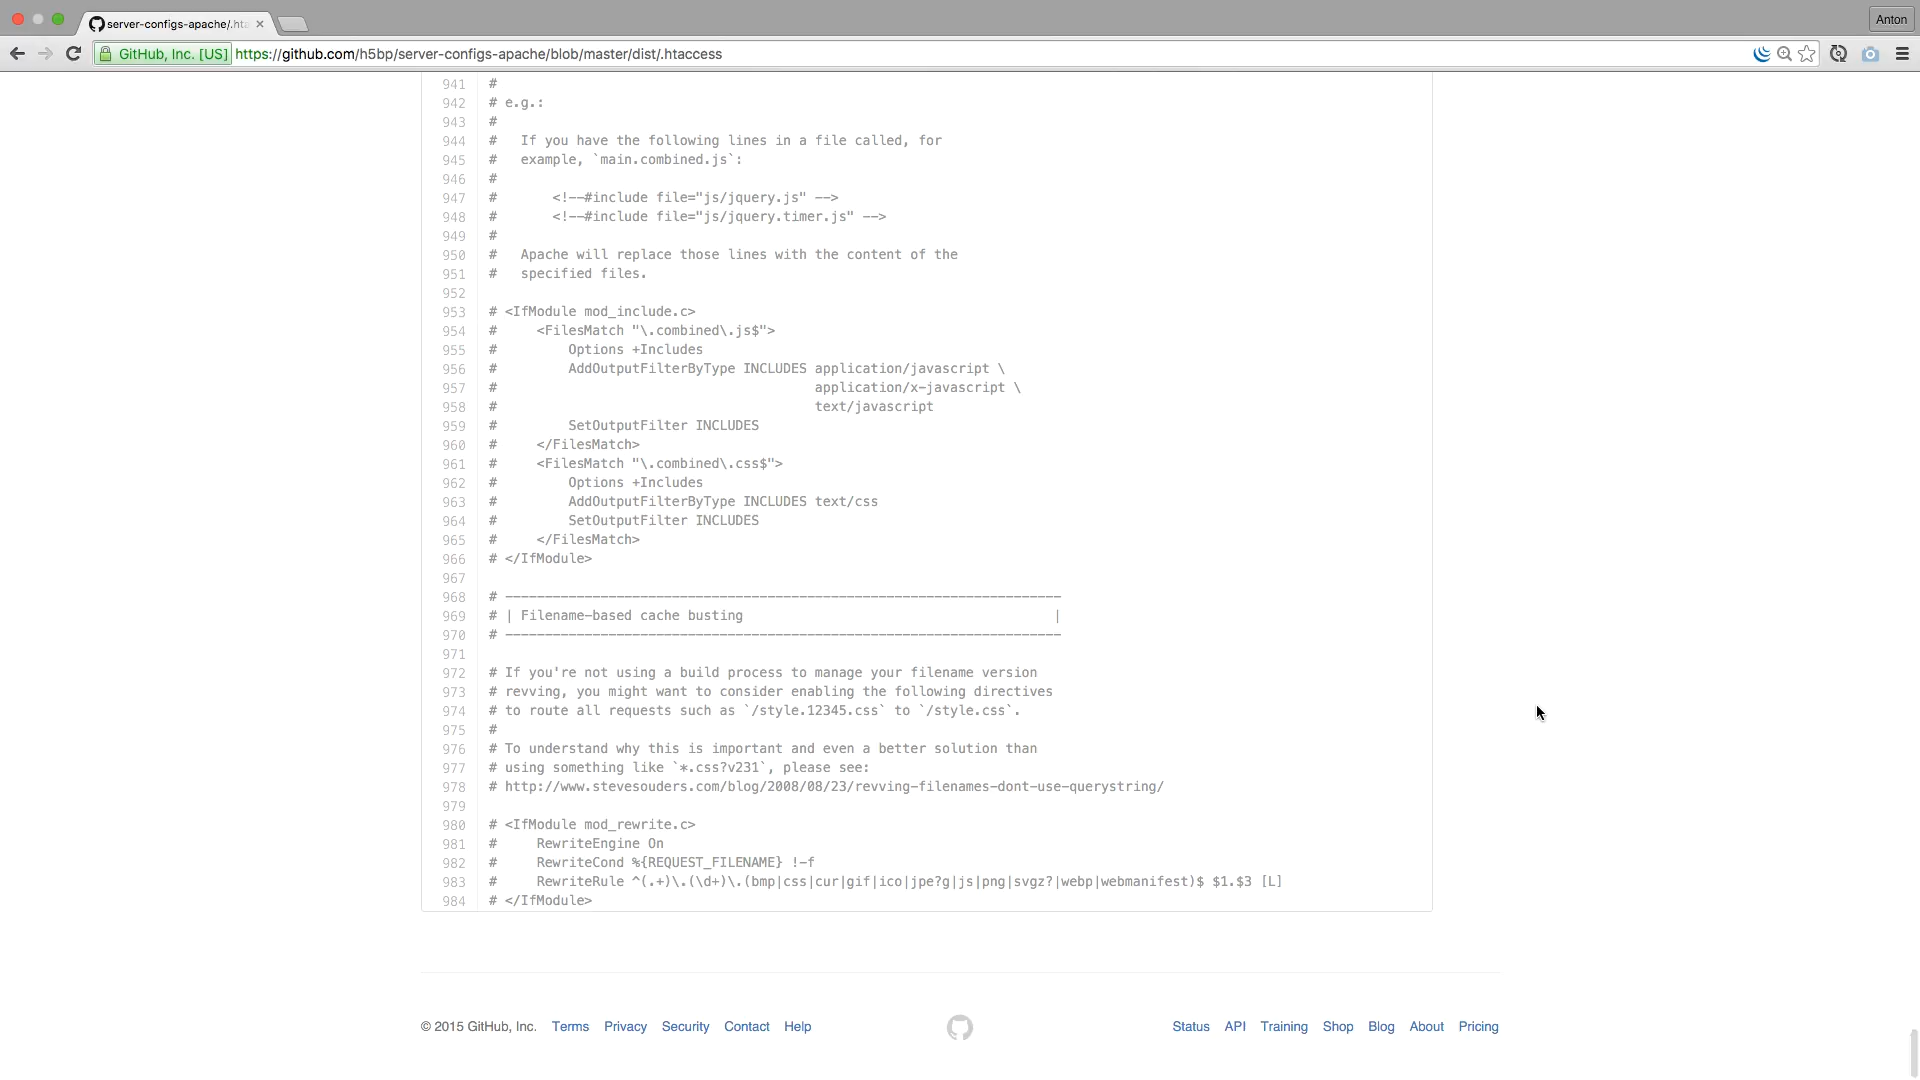 server-configs-apache/.hta
Anton
GitHub, Inc. [US] https://github.com/h5bp/server-configs-apache/blob/master/dist/.htaccess
941 #
942 # e.g.:
943 #
944 #   If you have the following lines in a file called, for
945 #   example, `main.combined.js`:
946 #
947 #       <!--#include file="js/jquery.js" -->
948 #       <!--#include file="js/jquery.timer.js" -->
949 #
950 #   Apache will replace those lines with the content of the
951 #   specified files.
952
953 # <IfModule mod_include.c>
954 #     <FilesMatch "\.combined\.js$">
955 #         Options +Includes
956 #         AddOutputFilterByType INCLUDES application/javascript \
957 #                                        application/x-javascript \
958 #                                        text/javascript
959 #         SetOutputFilter INCLUDES
960 #     </FilesMatch>
961 #     <FilesMatch "\.combined\.css$">
962 #         Options +Includes
963 #         AddOutputFilterByType INCLUDES text/css
964 #         SetOutputFilter INCLUDES
965 #     </FilesMatch>
966 # </IfModule>
967
968 # ----------------------------------------------------------------------
969 # | Filename-based cache busting                                       |
970 # ----------------------------------------------------------------------
971
972 # If you're not using a build process to manage your filename version
973 # revving, you might want to consider enabling the following directives
974 # to route all requests such as `/style.12345.css` to `/style.css`.
975 #
976 # To understand why this is important and even a better solution than
977 # using something like `*.css?v231`, please see:
978 # http://www.stevesouders.com/blog/2008/08/23/revving-filenames-dont-use-querystring/
979
980 # <IfModule mod_rewrite.c>
981 #     RewriteEngine On
982 #     RewriteCond %{REQUEST_FILENAME} !-f
983 #     RewriteRule ^(.+)\.(\d+)\.(bmp|css|cur|gif|ico|jpe?g|js|png|svgz?|webp|webmanifest)$ $1.$3 [L]
984 # </IfModule>
© 2015 GitHub, Inc. Terms Privacy Security Contact Help Status API Training Shop Blog About Pricing